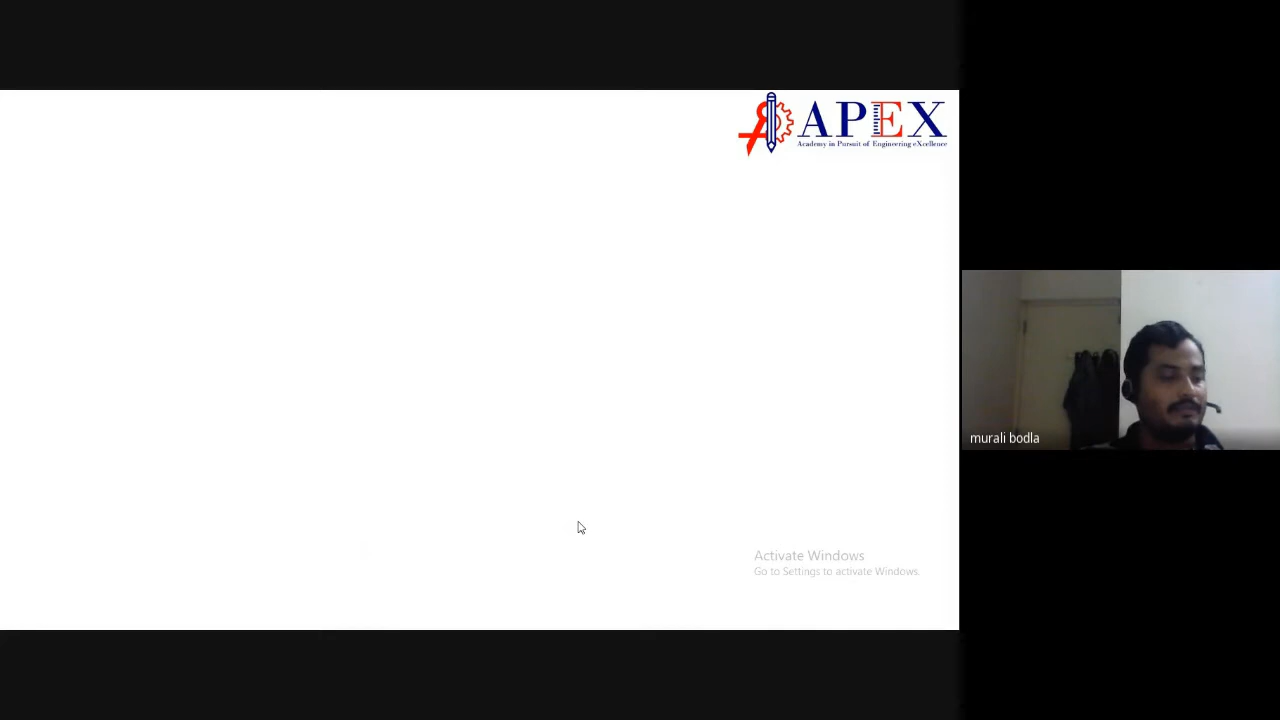 APEX
Academy in Pursuit of Engineering eXcellence
murali bodla
Activate Windows
Go to Settings to activate Windows.